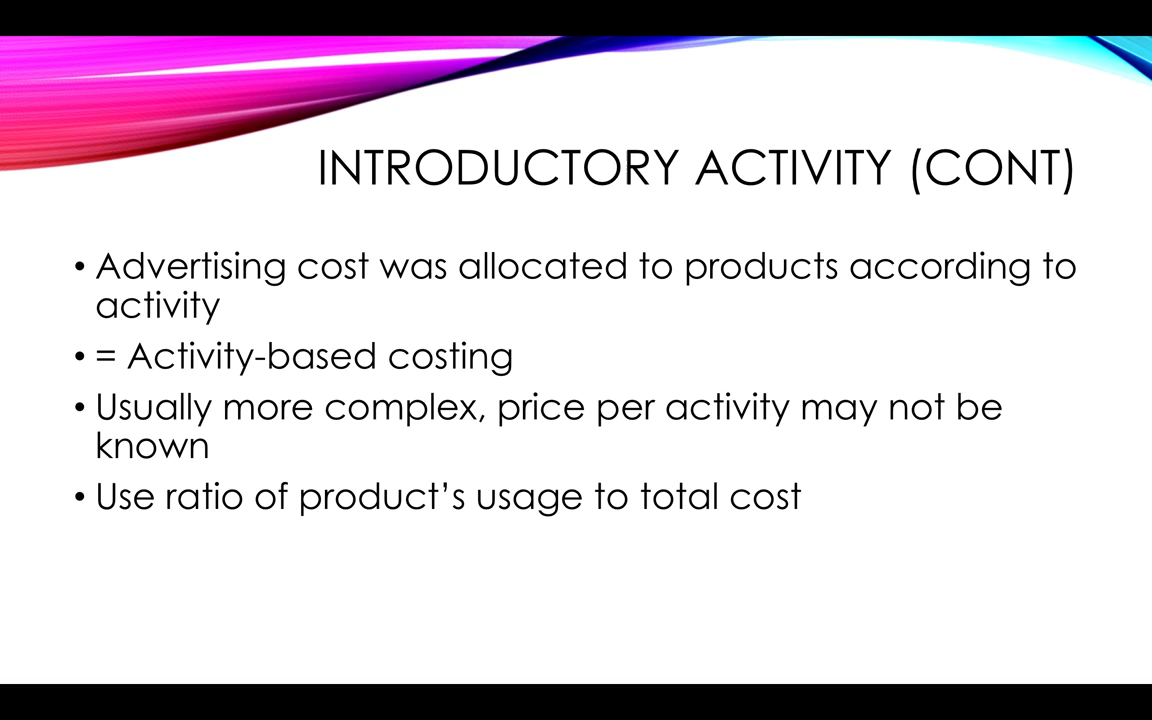 INTRODUCTORY ACTIVITY (CONT)
• Advertising cost was allocated to products according to
activity
• = Activity-based costing
• Usually more complex, price per activity may not be
known
• Use ratio of product’s usage to total cost